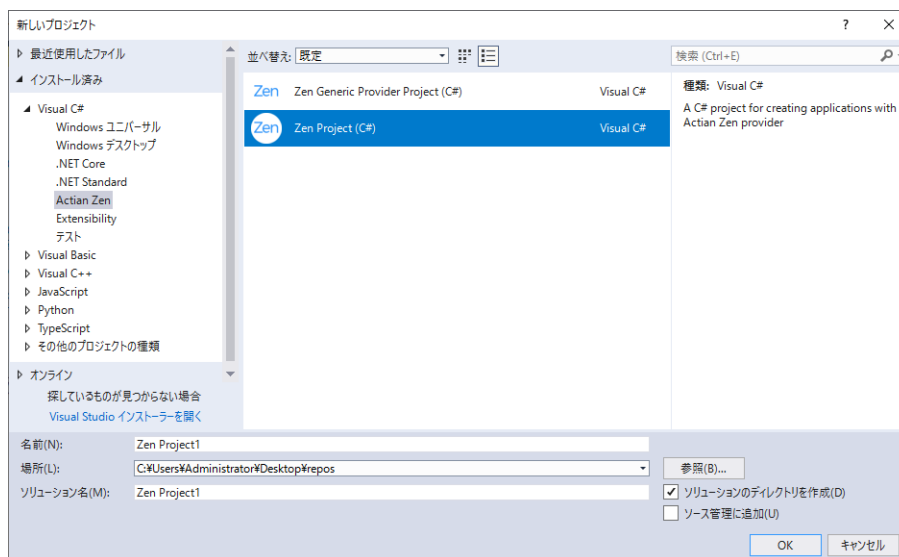 新しいプロジェクト
? ×
最近使用したファイル
インストール済み
Visual C#
Windows ユニバーサル
Windows デスクトップ
.NET Core
.NET Standard
Actian Zen
Extensibility
テスト
Visual Basic
Visual C++
JavaScript
Python
TypeScript
その他のプロジェクトの種類
オンライン
探しているものが見つからない場合
Visual Studio インストーラーを開く
並べ替え: 既定
Zen Zen Generic Provider Project (C#) Visual C#
Zen Zen Project (C#) Visual C#
検索 (Ctrl+E)
種類: Visual C#
A C# project for creating applications with
Actian Zen provider
名前(N): Zen Project1
場所(L): C:¥Users¥Administrator¥Desktop¥repos
参照(B)...
ソリューション名(M): Zen Project1
ソリューションのディレクトリを作成(D)
ソース管理に追加(U)
OK キャンセル